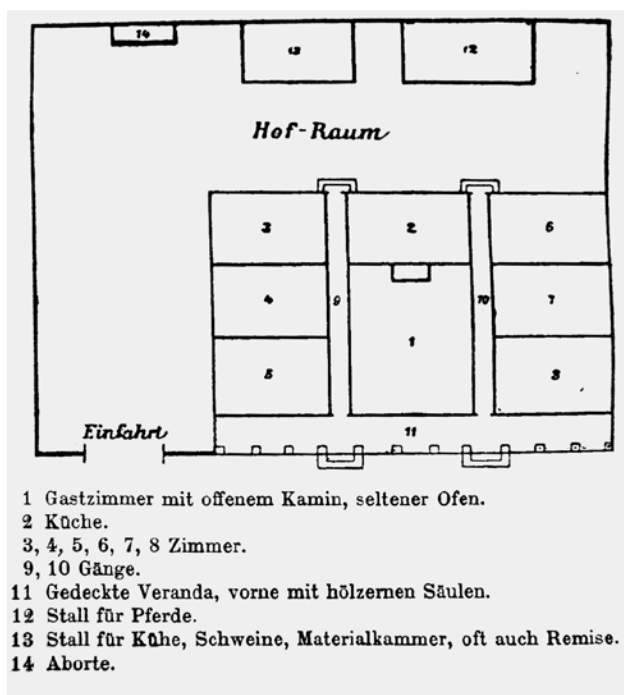 14
13
12
Hof-Raum
3
2
6
4
9
10
7
1
5
8
Einfahrt
11
1 Gastzimmer mit offenem Kamin, seltener Ofen.
2 Küche.
3, 4, 5, 6, 7, 8 Zimmer.
9, 10 Gänge.
11 Gedeckte Veranda, vorne mit hölzernen Säulen.
12 Stall für Pferde.
13 Stall für Kühe, Schweine, Materialkammer, oft auch Remise.
14 Aborte.